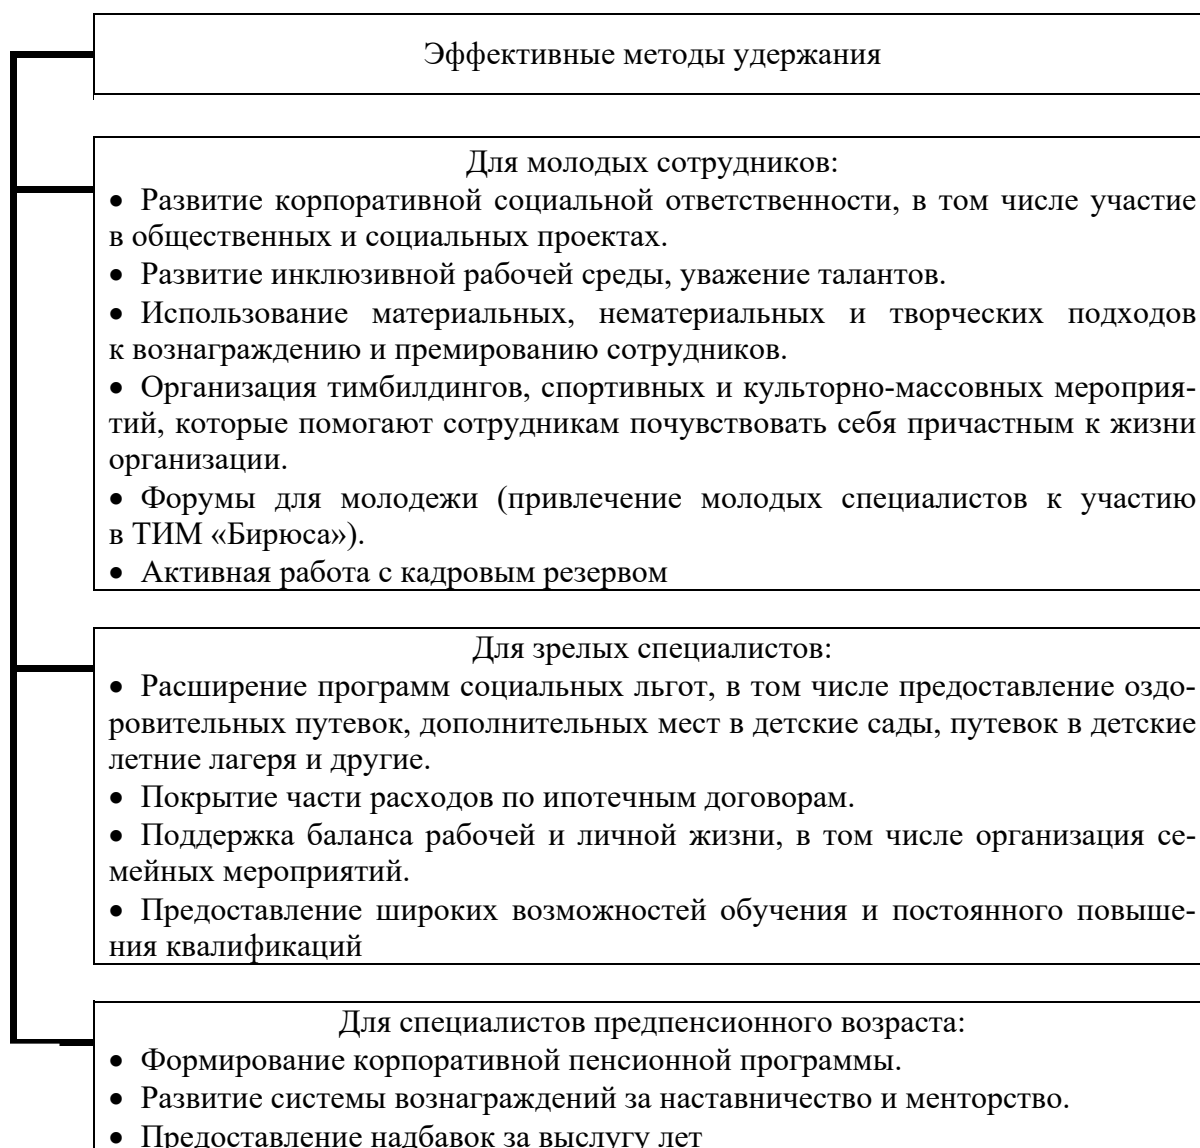 Эффективные методы удержания
Для молодых сотрудников:
• Развитие корпоративной социальной ответственности, в том числе участие
в общественных и социальных проектах.
• Развитие инклюзивной рабочей среды, уважение талантов.
• Использование материальных, нематериальных и творческих подходов
к вознаграждению и премированию сотрудников.
• Организация тимбилдингов, спортивных и культорно-массовных мероприя-
тий, которые помогают сотрудникам почувствовать себя причастным к жизни
организации.
• Форумы для молодежи (привлечение молодых специалистов к участию
в ТИМ «Бирюса»).
• Активная работа с кадровым резервом
Для зрелых специалистов:
• Расширение программ социальных льгот, в том числе предоставление оздо-
ровительных путевок, дополнительных мест в детские сады, путевок в детские
летние лагеря и другие.
• Покрытие части расходов по ипотечным договорам.
• Поддержка баланса рабочей и личной жизни, в том числе организация се-
мейных мероприятий.
• Предоставление широких возможностей обучения и постоянного повыше-
ния квалификаций
Для специалистов предпенсионного возраста:
• Формирование корпоративной пенсионной программы.
• Развитие системы вознаграждений за наставничество и менторство.
• Предоставление надбавок за выслугу лет